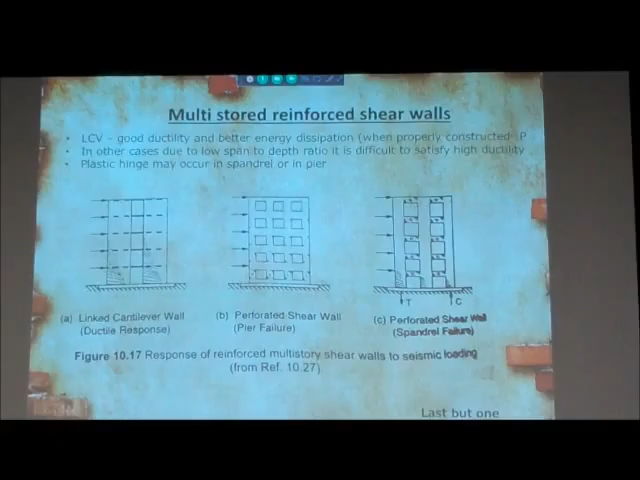 Multi stored reinforced shear walls
• LCV – good ductility and better energy dissipation (when properly constructed P
• In other cases due to low span to depth ratio it is difficult to satisfy high ductility
• Plastic hinge may occur in spandrel or in pier
T C
(a) Linked Cantilever Wall (b) Perforated Shear Wall (c) Perforated Shear Wall
(Ductile Response) (Pier Failure) (Spandrel Failure)
Figure 10.17 Response of reinforced multistory shear walls to seismic loading
(from Ref. 10.27)
Last but one